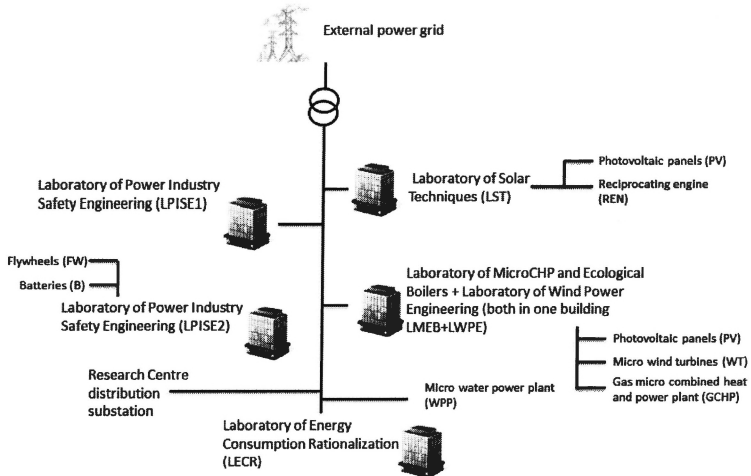 External power grid
Laboratory of Solar
Techniques (LST)
Photovoltaic panels (PV)
Reciprocating engine
(REN)
Laboratory of Power Industry
Safety Engineering (LPISE1)
Flywheels (FW)
Batteries (B)
Laboratory of Power Industry
Safety Engineering (LPISE2)
Laboratory of MicroCHP and Ecological
Boilers + Laboratory of Wind Power
Engineering (both in one building
LMEB+LWPE)
Photovoltaic panels (PV)
Micro wind turbines (WT)
Gas micro combined heat
and power plant (GCHP)
Research Centre
distribution
substation
Micro water power plant
(WPP)
Laboratory of Energy
Consumption Rationalization
(LECR)